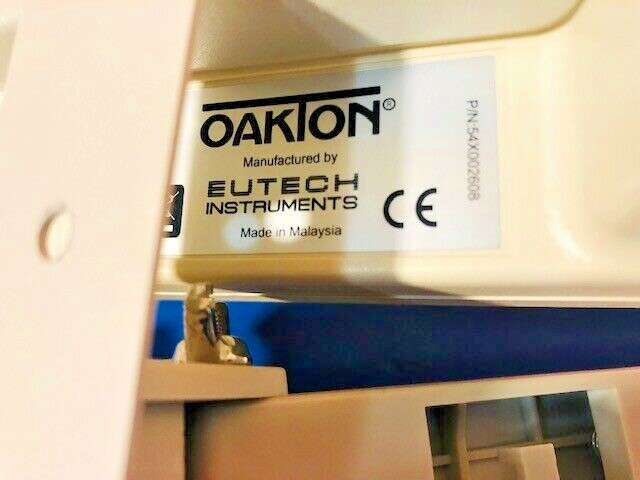 OAKTON®
Manufactured by
EUTECH
INSTRUMENTS
CE
Made in Malaysia
P/N:54X002608